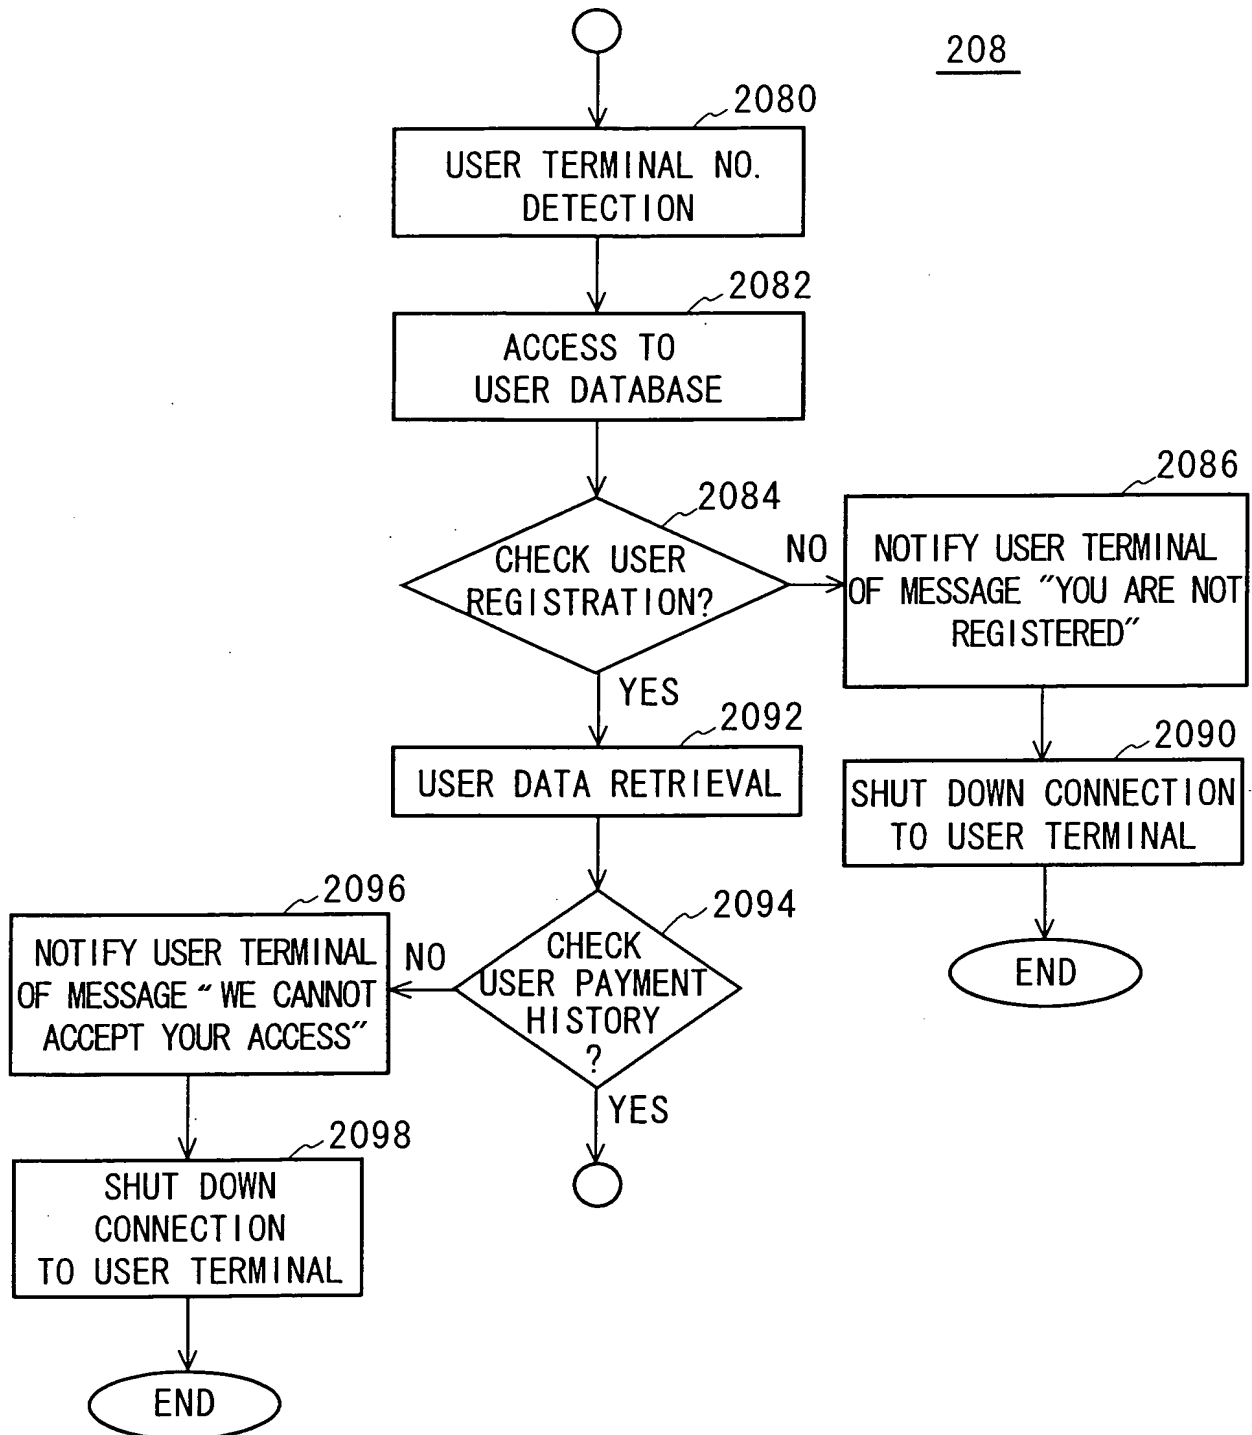 208
2080
USER TERMINAL NO.
DETECTION
2082
ACCESS TO
USER DATABASE
2084
CHECK USER
REGISTRATION?
NO
2086
NOTIFY USER TERMINAL
OF MESSAGE "YOU ARE NOT
REGISTERED"
YES
2092
USER DATA RETRIEVAL
2090
SHUT DOWN CONNECTION
TO USER TERMINAL
END
2094
CHECK
USER PAYMENT
HISTORY
?
NO
2096
NOTIFY USER TERMINAL
OF MESSAGE "WE CANNOT
ACCEPT YOUR ACCESS"
YES
2098
SHUT DOWN
CONNECTION
TO USER TERMINAL
END